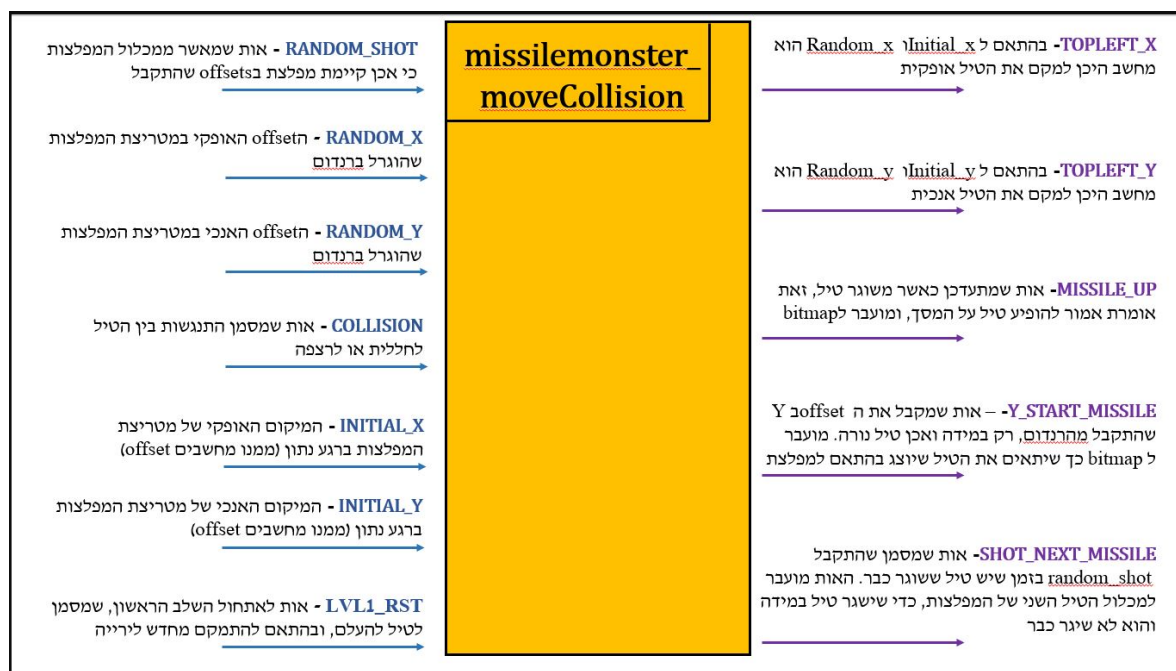 RANDOM_SHOT - אות שמאשר ממכלול המפלצות
כי אכן קיימת מפלצת בoffsets שהתקבל
RANDOM_X - הoffset האופקי במטריצת המפלצות
שהוגרל ברנדום
RANDOM_Y - הoffset האנכי במטריצת המפלצות
שהוגרל ברנדום
COLLISION - אות שמסמן התנגשות בין הטיל
לחללית או לרצפה
INITIAL_X - המיקום האופקי של מטריצת
המפלצות ברגע נתון (ממנו מחשבים offset)
INITIAL_Y - המיקום האנכי של מטריצת המפלצות
ברגע נתון (ממנו מחשבים offset)
LVL1_RST - אות לאתחול השלב הראשון, שמסמן
לטיל להעלם, ובהתאם להתמקם מחדש לירייה
missilemonster_
moveCollision
TOPLEFT_X- בהתאם ל Initial_x ו Random_x הוא
מחשב היכן למקם את הטיל אופקית
TOPLEFT_Y- בהתאם ל Initial_y ו Random_y הוא
מחשב היכן למקם את הטיל אנכית
MISSILE_UP- אות שמתעדכן כאשר משוגר טיל, זאת
אומרת אמור להופיע טיל על המסך, ומועבר לbitmap
Y_START_MISSILE- – אות שמקבל את ה offset בY
שהתקבל מהרנדום, רק במידה ואכן טיל נורה. מועבר
ל bitmap כך שיתאים את הטיל שיוצג בהתאם למפלצת
SHOT_NEXT_MISSILE- אות שמסמן שהתקבל
random_shot בזמן שיש טיל ששוגר כבר. האות מועבר
למכלול הטיל השני של המפלצות, כדי שישגר טיל במידה
והוא לא שיגר כבר